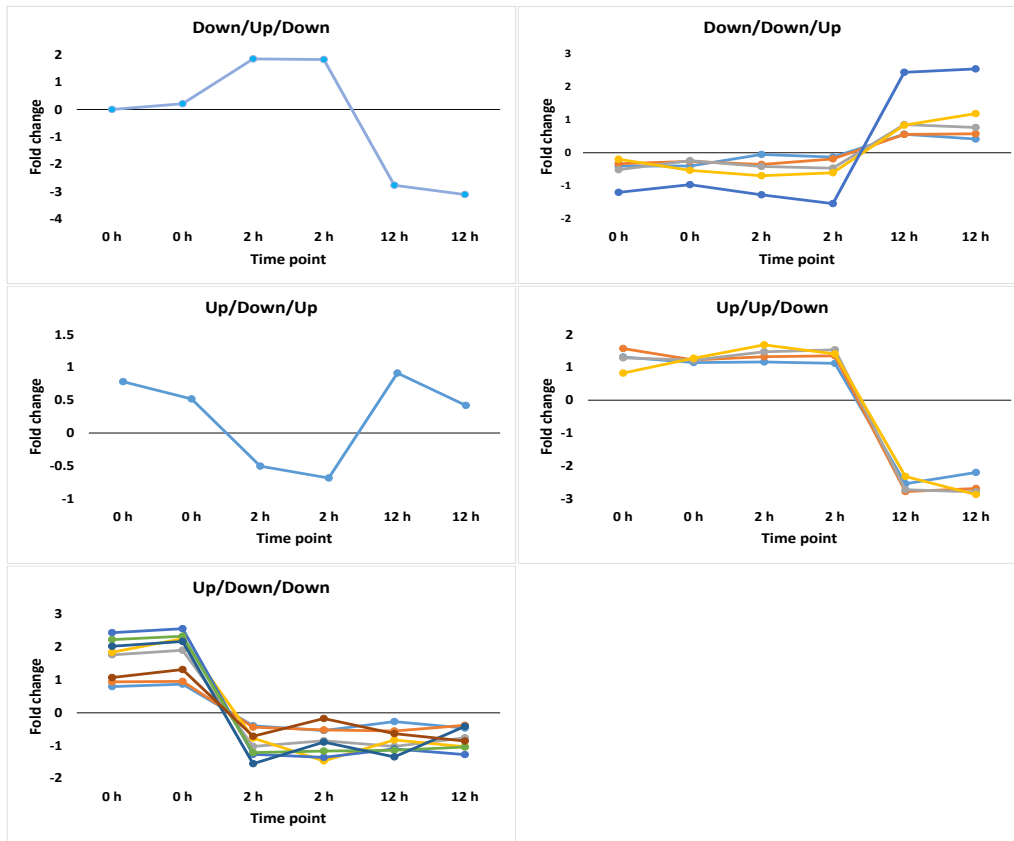 Down/Up/Down
2
1
0
-1
-2
-3
-4
Fold change
0 h 0 h 2 h 2 h 12 h 12 h
Time point
Down/Down/Up
3
2
1
0
-1
-2
Fold change
0 h 0 h 2 h 2 h 12 h 12 h
Time point
Up/Down/Up
1.5
1
0.5
0
-0.5
-1
Fold change
0 h 0 h 2 h 2 h 12 h 12 h
Time point
Up/Up/Down
2
1
0
-1
-2
-3
Fold change
0 h 0 h 2 h 2 h 12 h 12 h
Time point
Up/Down/Down
3
2
1
0
-1
-2
Fold change
0 h 0 h 2 h 2 h 12 h 12 h
Time point